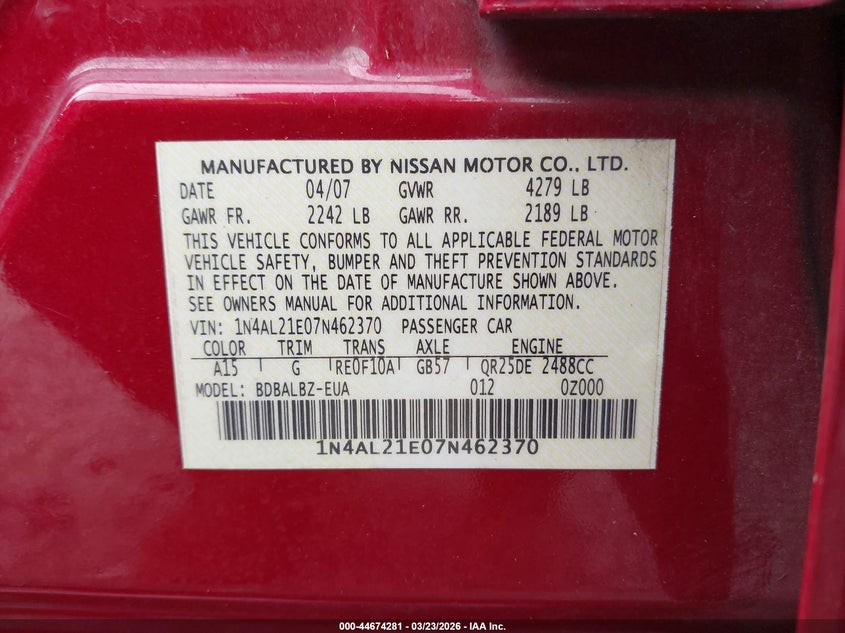 MANUFACTURED BY NISSAN MOTOR CO., LTD.
DATE 04/07 GVWR 4279 LB
GAWR FR. 2242 LB GAWR RR. 2189 LB
THIS VEHICLE CONFORMS TO ALL APPLICABLE FEDERAL MOTOR
VEHICLE SAFETY, BUMPER AND THEFT PREVENTION STANDARDS
IN EFFECT ON THE DATE OF MANUFACTURE SHOWN ABOVE.
SEE OWNERS MANUAL FOR ADDITIONAL INFORMATION.
VIN: 1N4AL21E07N462370 PASSENGER CAR
COLOR TRIM TRANS AXLE ENGINE
A15 G RE0F10A GB57 QR25DE 2488CC
MODEL: BDBALBZ-EUA 012 0Z000
1N4AL21E07N462370
000-44674281 - 03/23/2026 - IAA Inc.